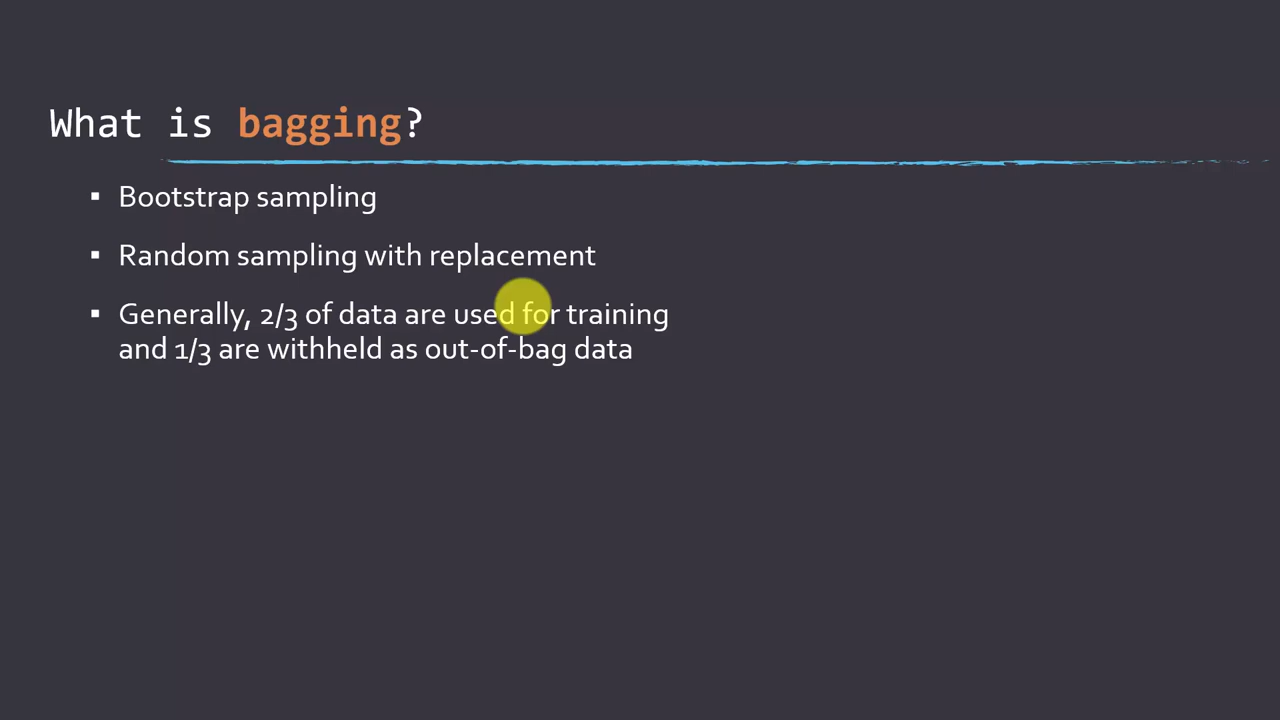 What is bagging?
▪ Bootstrap sampling
▪ Random sampling with replacement
▪ Generally, 2/3 of data are used for training
and 1/3 are withheld as out-of-bag data